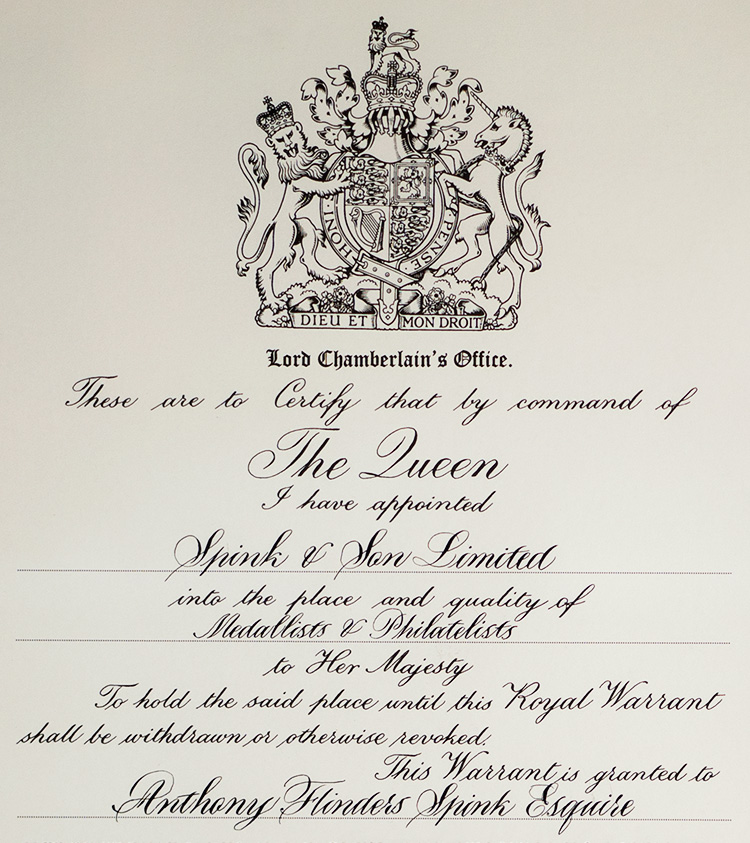 HONI
PENSE
DIEU ET MON DROIT
Lord Chamberlain's Office.
These are to Certify that by command of
The Queen
I have appointed
Spink & Son Limited
into the place and quality of
Medallists & Philatelists
to Her Majesty
To hold the said place until this Royal Warrant
shall be withdrawn or otherwise revoked.
This Warrant is granted to
Anthony Flinders Spink Esquire